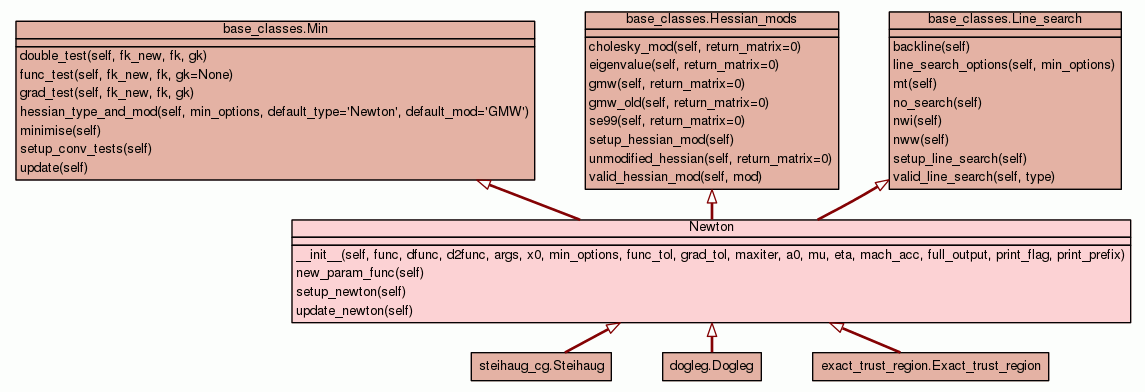 base_classes.Min
double_test(self, fk_new, fk, gk)
func_test(self, fk_new, fk, gk=None)
grad_test(self, fk_new, fk, gk)
hessian_type_and_mod(self, min_options, default_type='Newton', default_mod='GMW')
minimise(self)
setup_conv_tests(self)
update(self)
base_classes.Hessian_mods
cholesky_mod(self, return_matrix=0)
eigenvalue(self, return_matrix=0)
gmw(self, return_matrix=0)
gmw_old(self, return_matrix=0)
se99(self, return_matrix=0)
setup_hessian_mod(self)
unmodified_hessian(self, return_matrix=0)
valid_hessian_mod(self, mod)
base_classes.Line_search
backline(self)
line_search_options(self, min_options)
mt(self)
no_search(self)
nwi(self)
nww(self)
setup_line_search(self)
valid_line_search(self, type)
Newton
__init__(self, func, dfunc, d2func, args, x0, min_options, func_tol, grad_tol, maxiter, a0, mu, eta, mach_acc, full_output, print_flag, print_prefix)
new_param_func(self)
setup_newton(self)
update_newton(self)
steihaug_cg.Steihaug
dogleg.Dogleg
exact_trust_region.Exact_trust_region